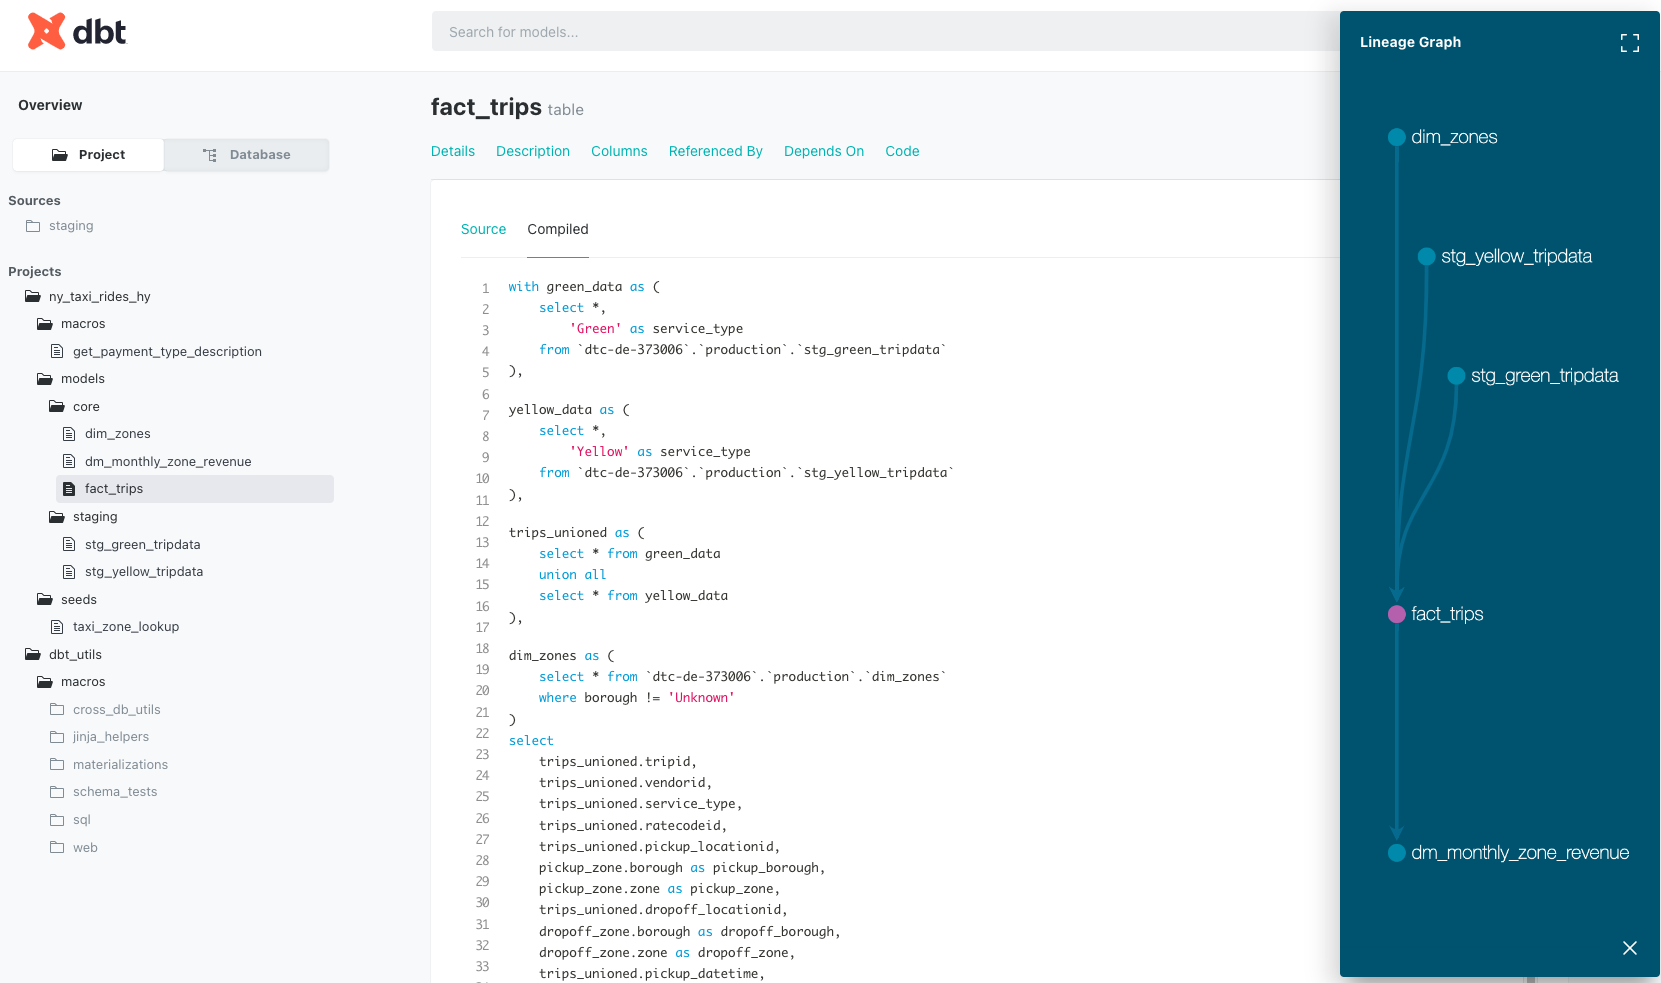 dbt
Search for models...
Overview
Project
Database
Sources
staging
Projects
ny_taxi_rides_hy
macros
get_payment_type_description
models
core
dim_zones
dm_monthly_zone_revenue
fact_trips
staging
stg_green_tripdata
stg_yellow_tripdata
seeds
taxi_zone_lookup
dbt_utils
macros
cross_db_utils
jinja_helpers
materializations
schema_tests
sql
web
fact_trips table
Details Description Columns Referenced By Depends On Code
Source Compiled
1 with green_data as (
2     select *,
3         'Green' as service_type
4     from `dtc-de-373006`.`production`.`stg_green_tripdata`
5 ),
6
7 yellow_data as (
8     select *,
9         'Yellow' as service_type
10     from `dtc-de-373006`.`production`.`stg_yellow_tripdata`
11 ),
12
13 trips_unioned as (
14     select * from green_data
15     union all
16     select * from yellow_data
17 ),
18
19 dim_zones as (
20     select * from `dtc-de-373006`.`production`.`dim_zones`
21     where borough != 'Unknown'
22 )
23 select
24     trips_unioned.tripid,
25     trips_unioned.vendorid,
26     trips_unioned.service_type,
27     trips_unioned.ratecodeid,
28     trips_unioned.pickup_locationid,
29     pickup_zone.borough as pickup_borough,
30     pickup_zone.zone as pickup_zone,
31     trips_unioned.dropoff_locationid,
32     dropoff_zone.borough as dropoff_borough,
33     dropoff_zone.zone as dropoff_zone,
trips_unioned.pickup_datetime,
Lineage Graph
dim_zones
stg_yellow_tripdata
stg_green_tripdata
fact_trips
dm_monthly_zone_revenue